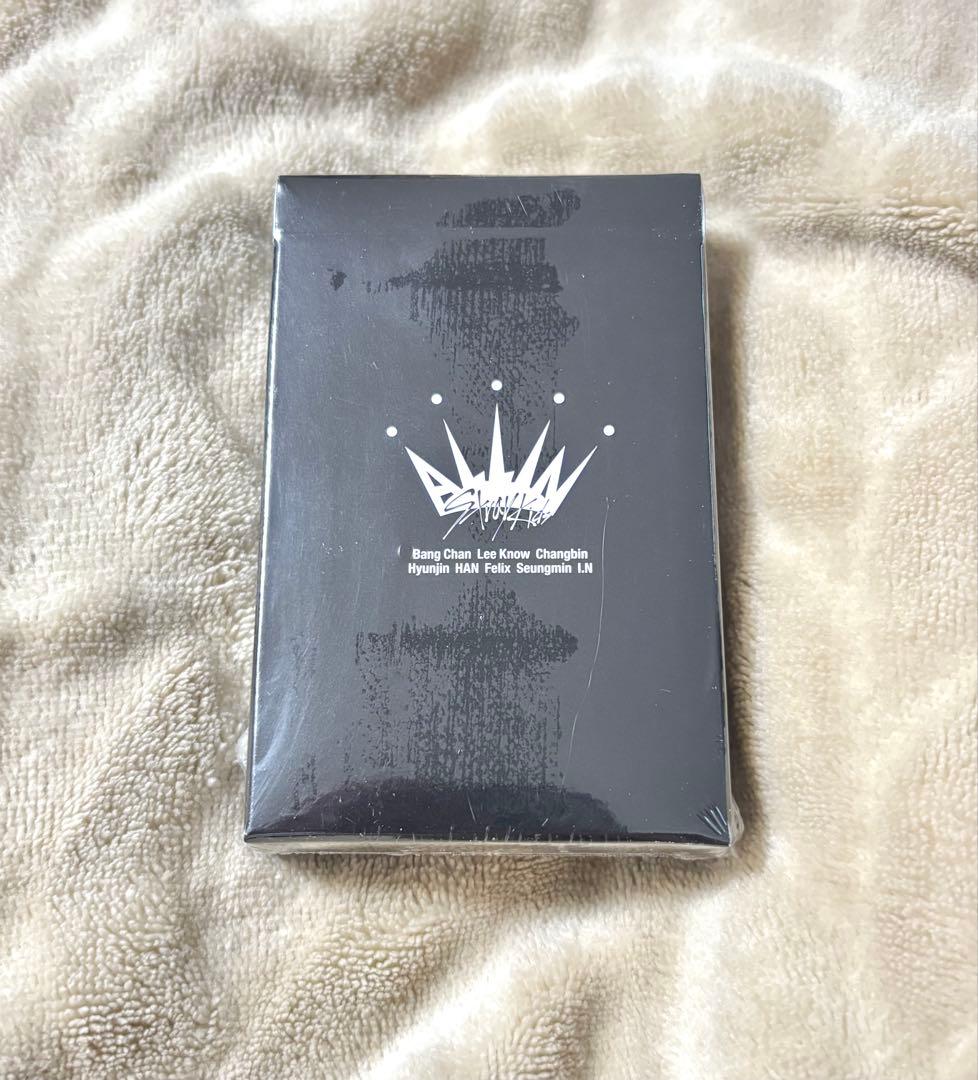 Stray Kids
Bang Chan Lee Know Changbin
Hyunjin HAN Felix Seungmin I.N